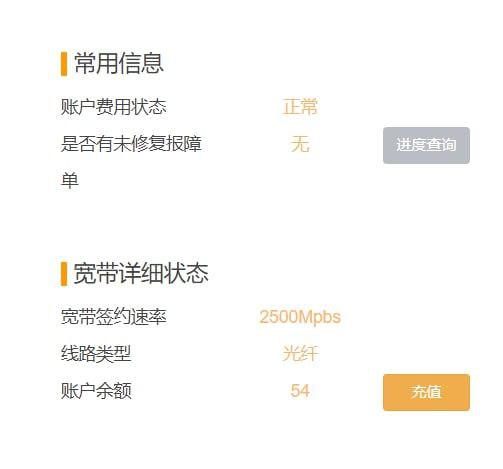 常用信息
账户费用状态 正常
是否有未修复报障 无 进度查询
单
宽带详细状态
宽带签约速率 2500Mpbs
线路类型 光纤
账户余额 54 充值